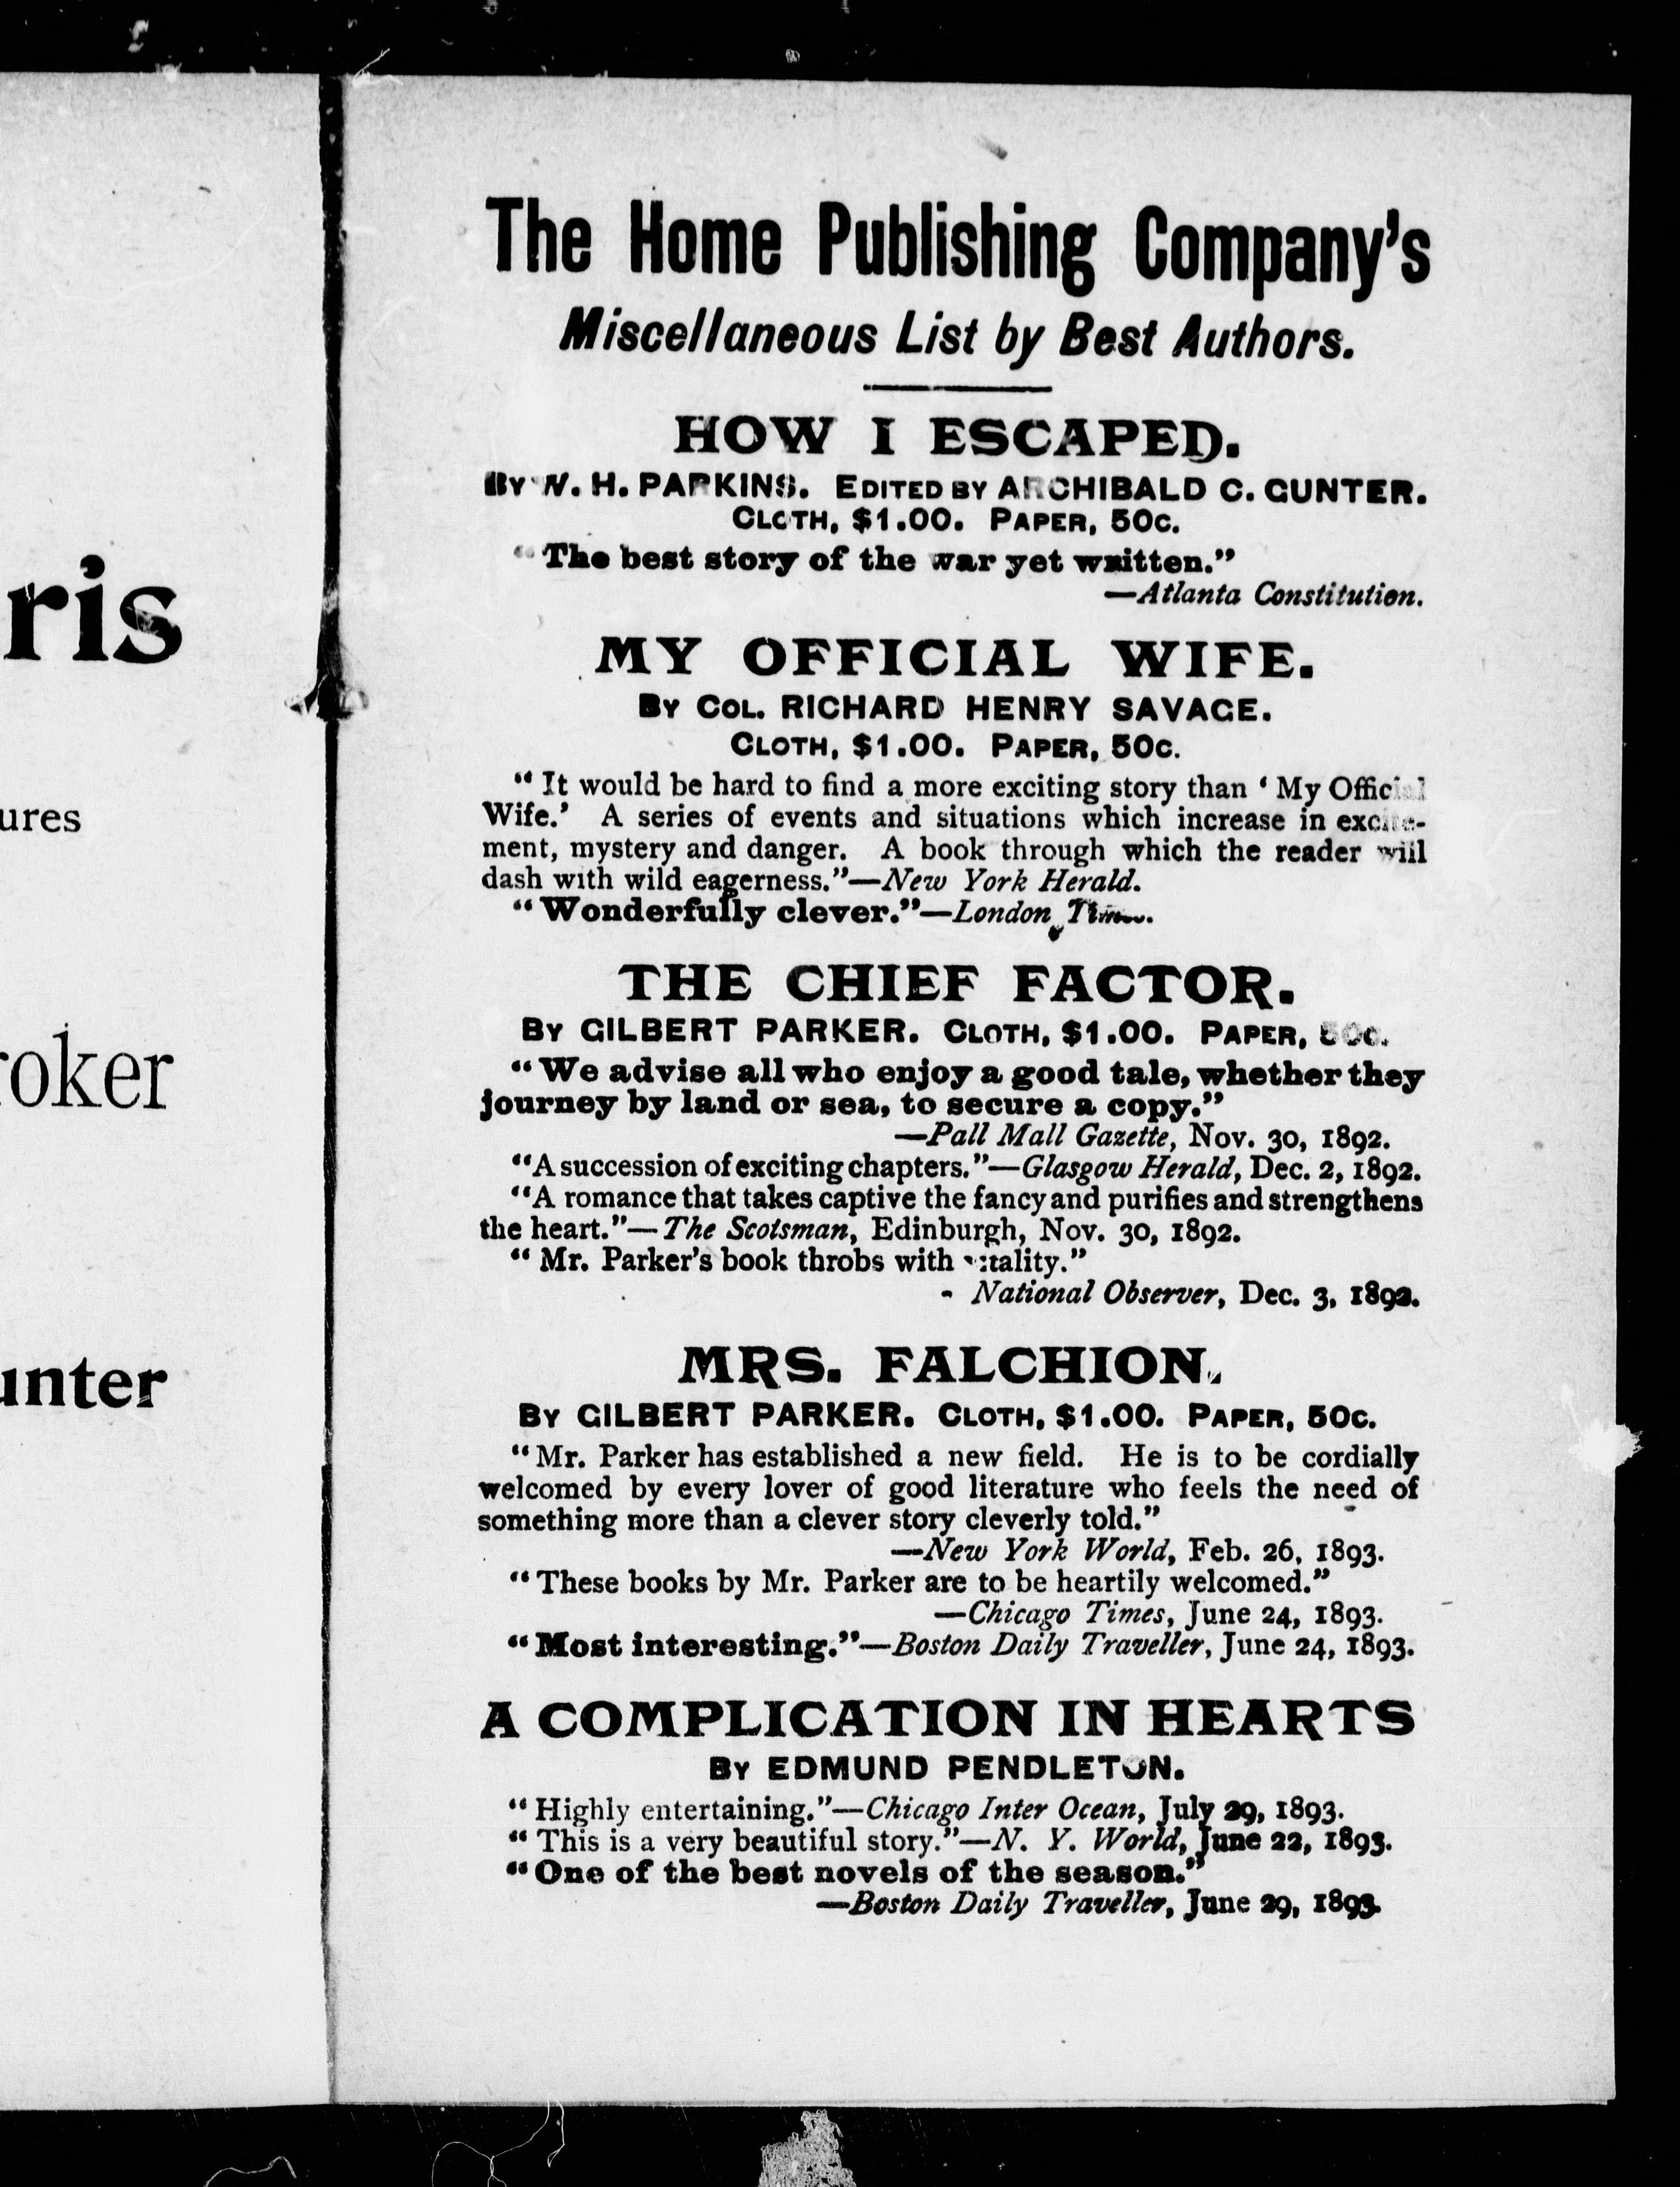 ris
ures
oker
unter
The Home Publishing Company's
Miscellaneous List by Best Authors.
HOW I ESCAPED.
BY W. H. PARKINS. EDITED BY ARCHIBALD C. GUNTER.
CLOTH, $1.00. PAPER, 50C.
“The best story of the war yet written.”
—Atlanta Constitution.
MY OFFICIAL WIFE.
BY COL. RICHARD HENRY SAVAGE.
CLOTH, $1.00. PAPER, 50C.
“It would be hard to find a more exciting story than ‘My Official
Wife.’ A series of events and situations which increase in excite-
ment, mystery and danger. A book through which the reader will
dash with wild eagerness.”—New York Herald.
“Wonderfully clever.”—London Times.
THE CHIEF FACTOR.
BY GILBERT PARKER. CLOTH, $1.00. PAPER, 50C.
“We advise all who enjoy a good tale, whether they
journey by land or sea, to secure a copy.”
—Pall Mall Gazette, Nov. 30, 1892.
“A succession of exciting chapters.”—Glasgow Herald, Dec. 2, 1892.
“A romance that takes captive the fancy and purifies and strengthens
the heart.”—The Scotsman, Edinburgh, Nov. 30, 1892.
“Mr. Parker's book throbs with vitality.”
- National Observer, Dec. 3, 1892.
MRS. FALCHION.
BY GILBERT PARKER. CLOTH, $1.00. PAPER, 50C.
“Mr. Parker has established a new field. He is to be cordially
welcomed by every lover of good literature who feels the need of
something more than a clever story cleverly told.”
—New York World, Feb. 26, 1893.
“These books by Mr. Parker are to be heartily welcomed.”
—Chicago Times, June 24, 1893.
“Most interesting.”—Boston Daily Traveller, June 24, 1893.
A COMPLICATION IN HEARTS
BY EDMUND PENDLETON.
“Highly entertaining.”—Chicago Inter Ocean, July 29, 1893.
“This is a very beautiful story.”—N. Y. World, June 22, 1893.
“One of the best novels of the season.”
—Boston Daily Traveller, June 29, 1893.